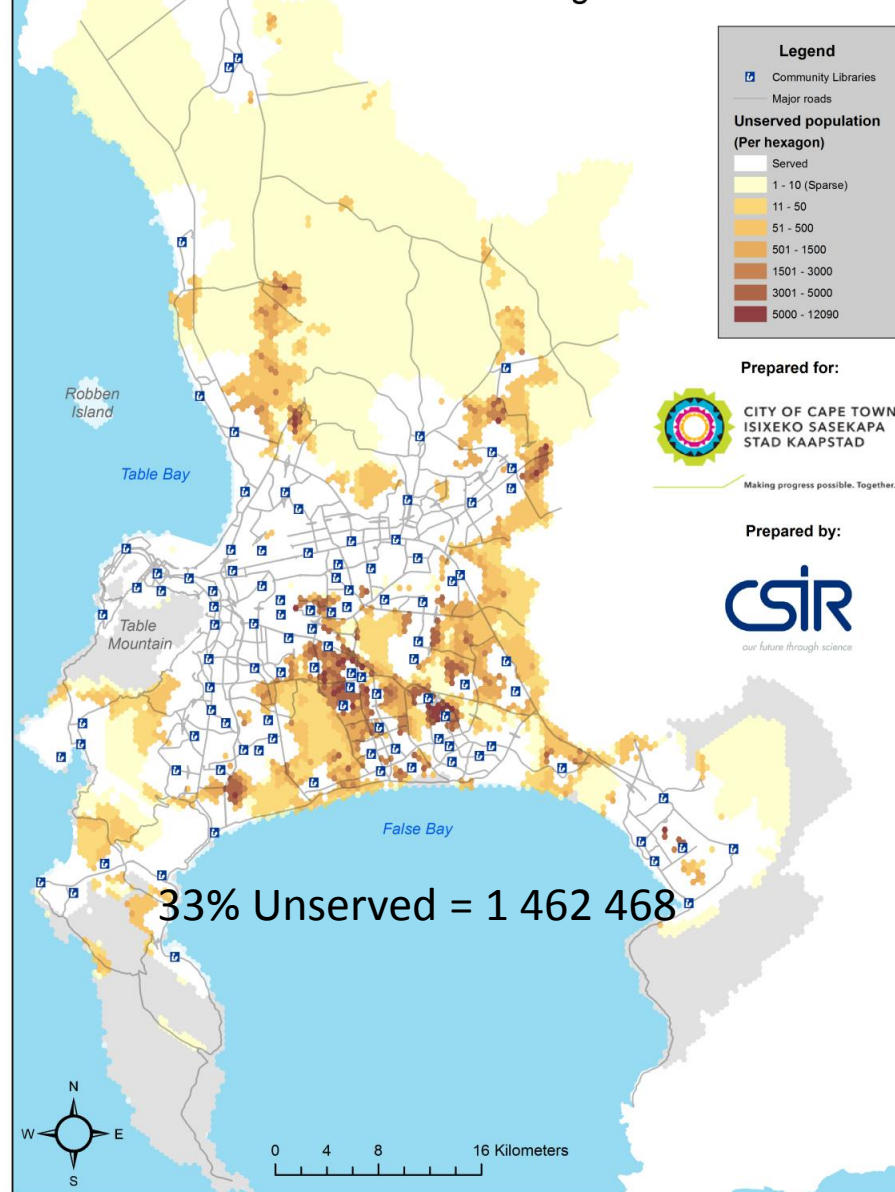 Legend
Community Libraries
Major roads
Unserved population
(Per hexagon)
Served
1 - 10 (Sparse)
11 - 50
51 - 500
501 - 1500
1501 - 3000
3001 - 5000
5000 - 12090
Prepared for:
CITY OF CAPE TOWN
ISIXEKO SASEKAPA
STAD KAAPSTAD
Making progress possible. Together.
Prepared by:
CSIR
our future through science
Robben
Island
Table Bay
Table
Mountain
False Bay
33% Unserved = 1 462 468
N
W
E
S
0 4 8 16 Kilometers